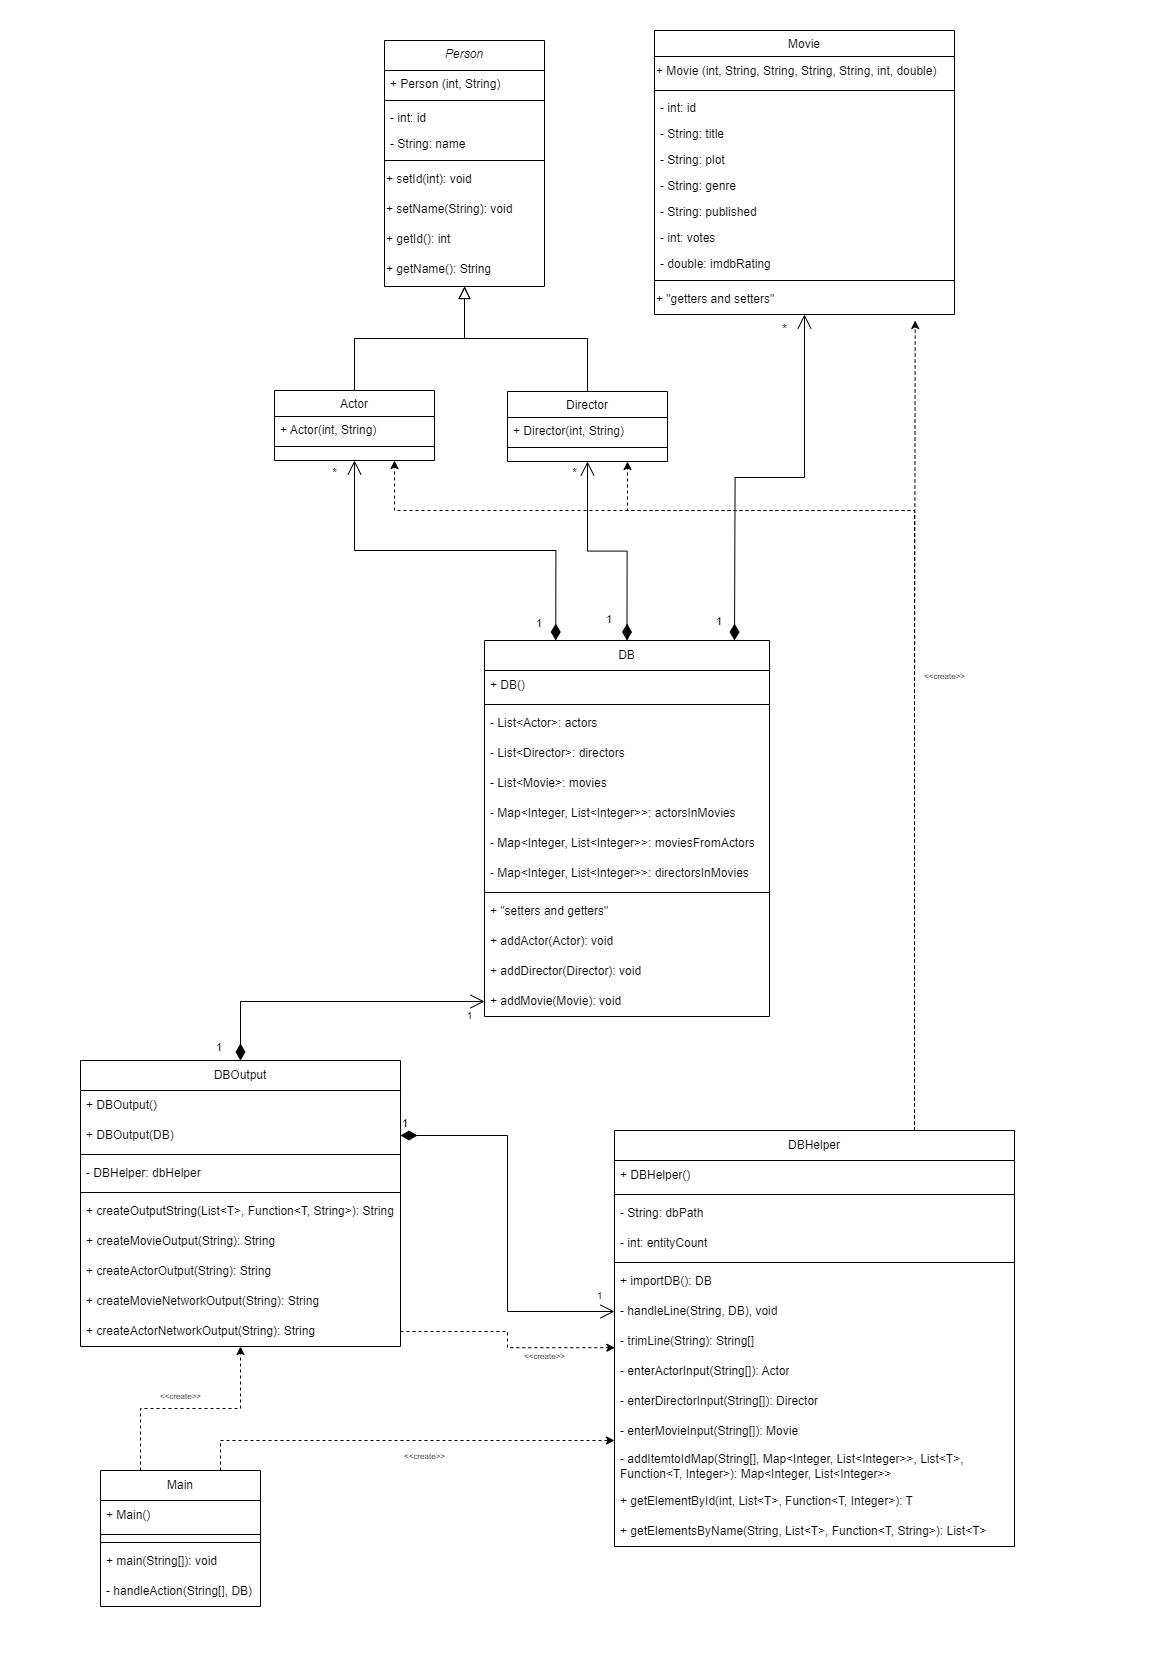 Person
+ Person (int, String)
- int: id
- String: name
+ setId(int): void
+ setName(String): void
+ getId(): int
+ getName(): String
Movie
+ Movie (int, String, String, String, String, int, double)
- int: id
- String: title
- String: plot
- String: genre
- String: published
- int: votes
- double: imdbRating
+ "getters and setters"
*
Actor
+ Actor(int, String)
*
Director
+ Director(int, String)
*
1
1
1
<<create>>
DB
+ DB()
- List<Actor>: actors
- List<Director>: directors
- List<Movie>: movies
- Map<Integer, List<Integer>>: actorsInMovies
- Map<Integer, List<Integer>>: moviesFromActors
- Map<Integer, List<Integer>>: directorsInMovies
+ "setters and getters"
+ addActor(Actor): void
+ addDirector(Director): void
+ addMovie(Movie): void
1
1
DBOutput
+ DBOutput()
+ DBOutput(DB)
- DBHelper: dbHelper
+ createOutputString(List<T>, Function<T, String>): String
+ createMovieOutput(String): String
+ createActorOutput(String): String
+ createMovieNetworkOutput(String): String
+ createActorNetworkOutput(String): String
1
1
<<create>>
<<create>>
<<create>>
DBHelper
+ DBHelper()
- String: dbPath
- int: entityCount
+ importDB(): DB
- handleLine(String, DB), void
- trimLine(String): String[]
- enterActorInput(String[]): Actor
- enterDirectorInput(String[]): Director
- enterMovieInput(String[]): Movie
- addItemtoIdMap(String[], Map<Integer, List<Integer>>, List<T>,
Function<T, Integer>): Map<Integer, List<Integer>>
+ getElementById(int, List<T>, Function<T, Integer>): T
+ getElementsByName(String, List<T>, Function<T, String>): List<T>
Main
+ Main()
+ main(String[]): void
- handleAction(String[], DB)